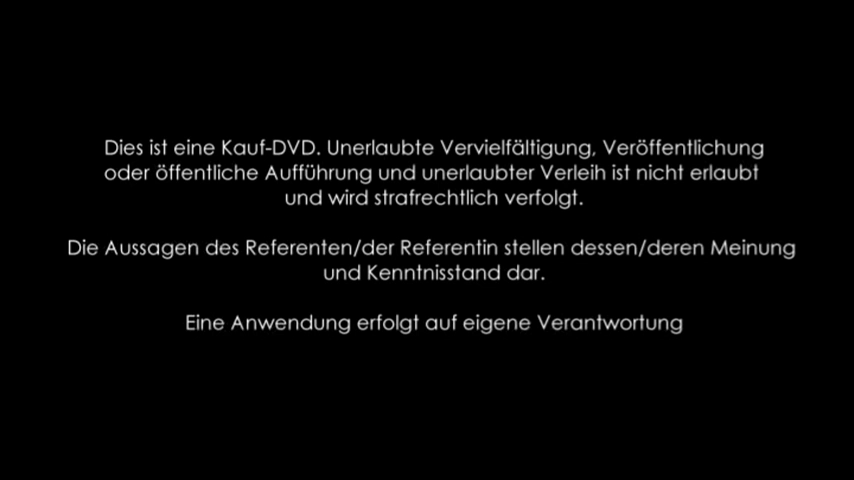 Dies ist eine Kauf-DVD. Unerlaubte Vervielfältigung, Veröffentlichung
oder öffentliche Aufführung und unerlaubter Verleih ist nicht erlaubt
und wird strafrechtlich verfolgt.
Die Aussagen des Referenten/der Referentin stellen dessen/deren Meinung
und Kenntnisstand dar.
Eine Anwendung erfolgt auf eigene Verantwortung